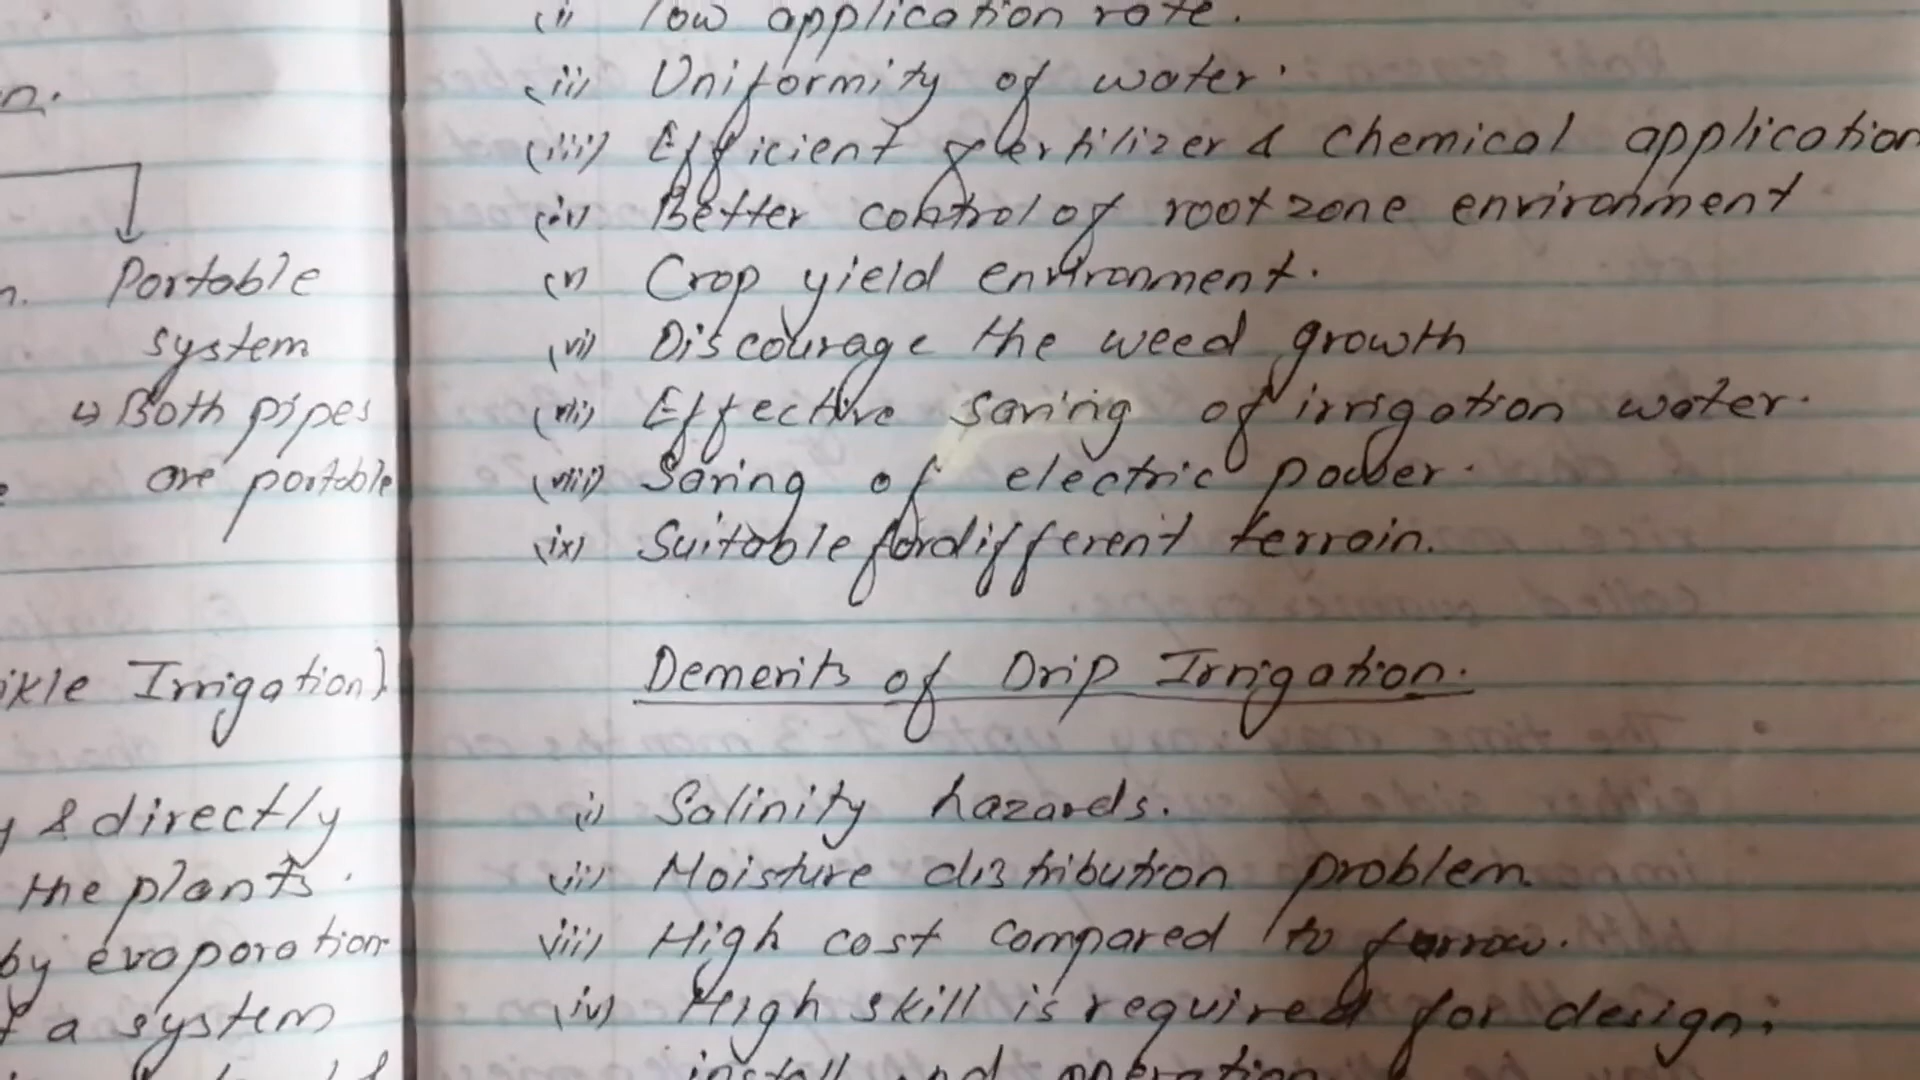 n.
Portable
system
↳ Both pipes
are portable
Irrigation)
& directly
the plants.
by evaporation
a system
(i) low application rate.
(ii) Uniformity of water.
(iii) Efficient fertilizer & chemical application
(iv) Better control of root zone environment
(v) Crop yield environment.
(vi) Discourage the weed growth
(vii) Effective saving of irrigation water.
(viii) Saving of electric power.
(ix) Suitable for different terrain.
Demerits of Drip Irrigation.
(i) Salinity hazards.
(ii) Moisture distribution problem.
(iii) High cost compared to furrow.
(iv) High skill is required for design;
install and operation